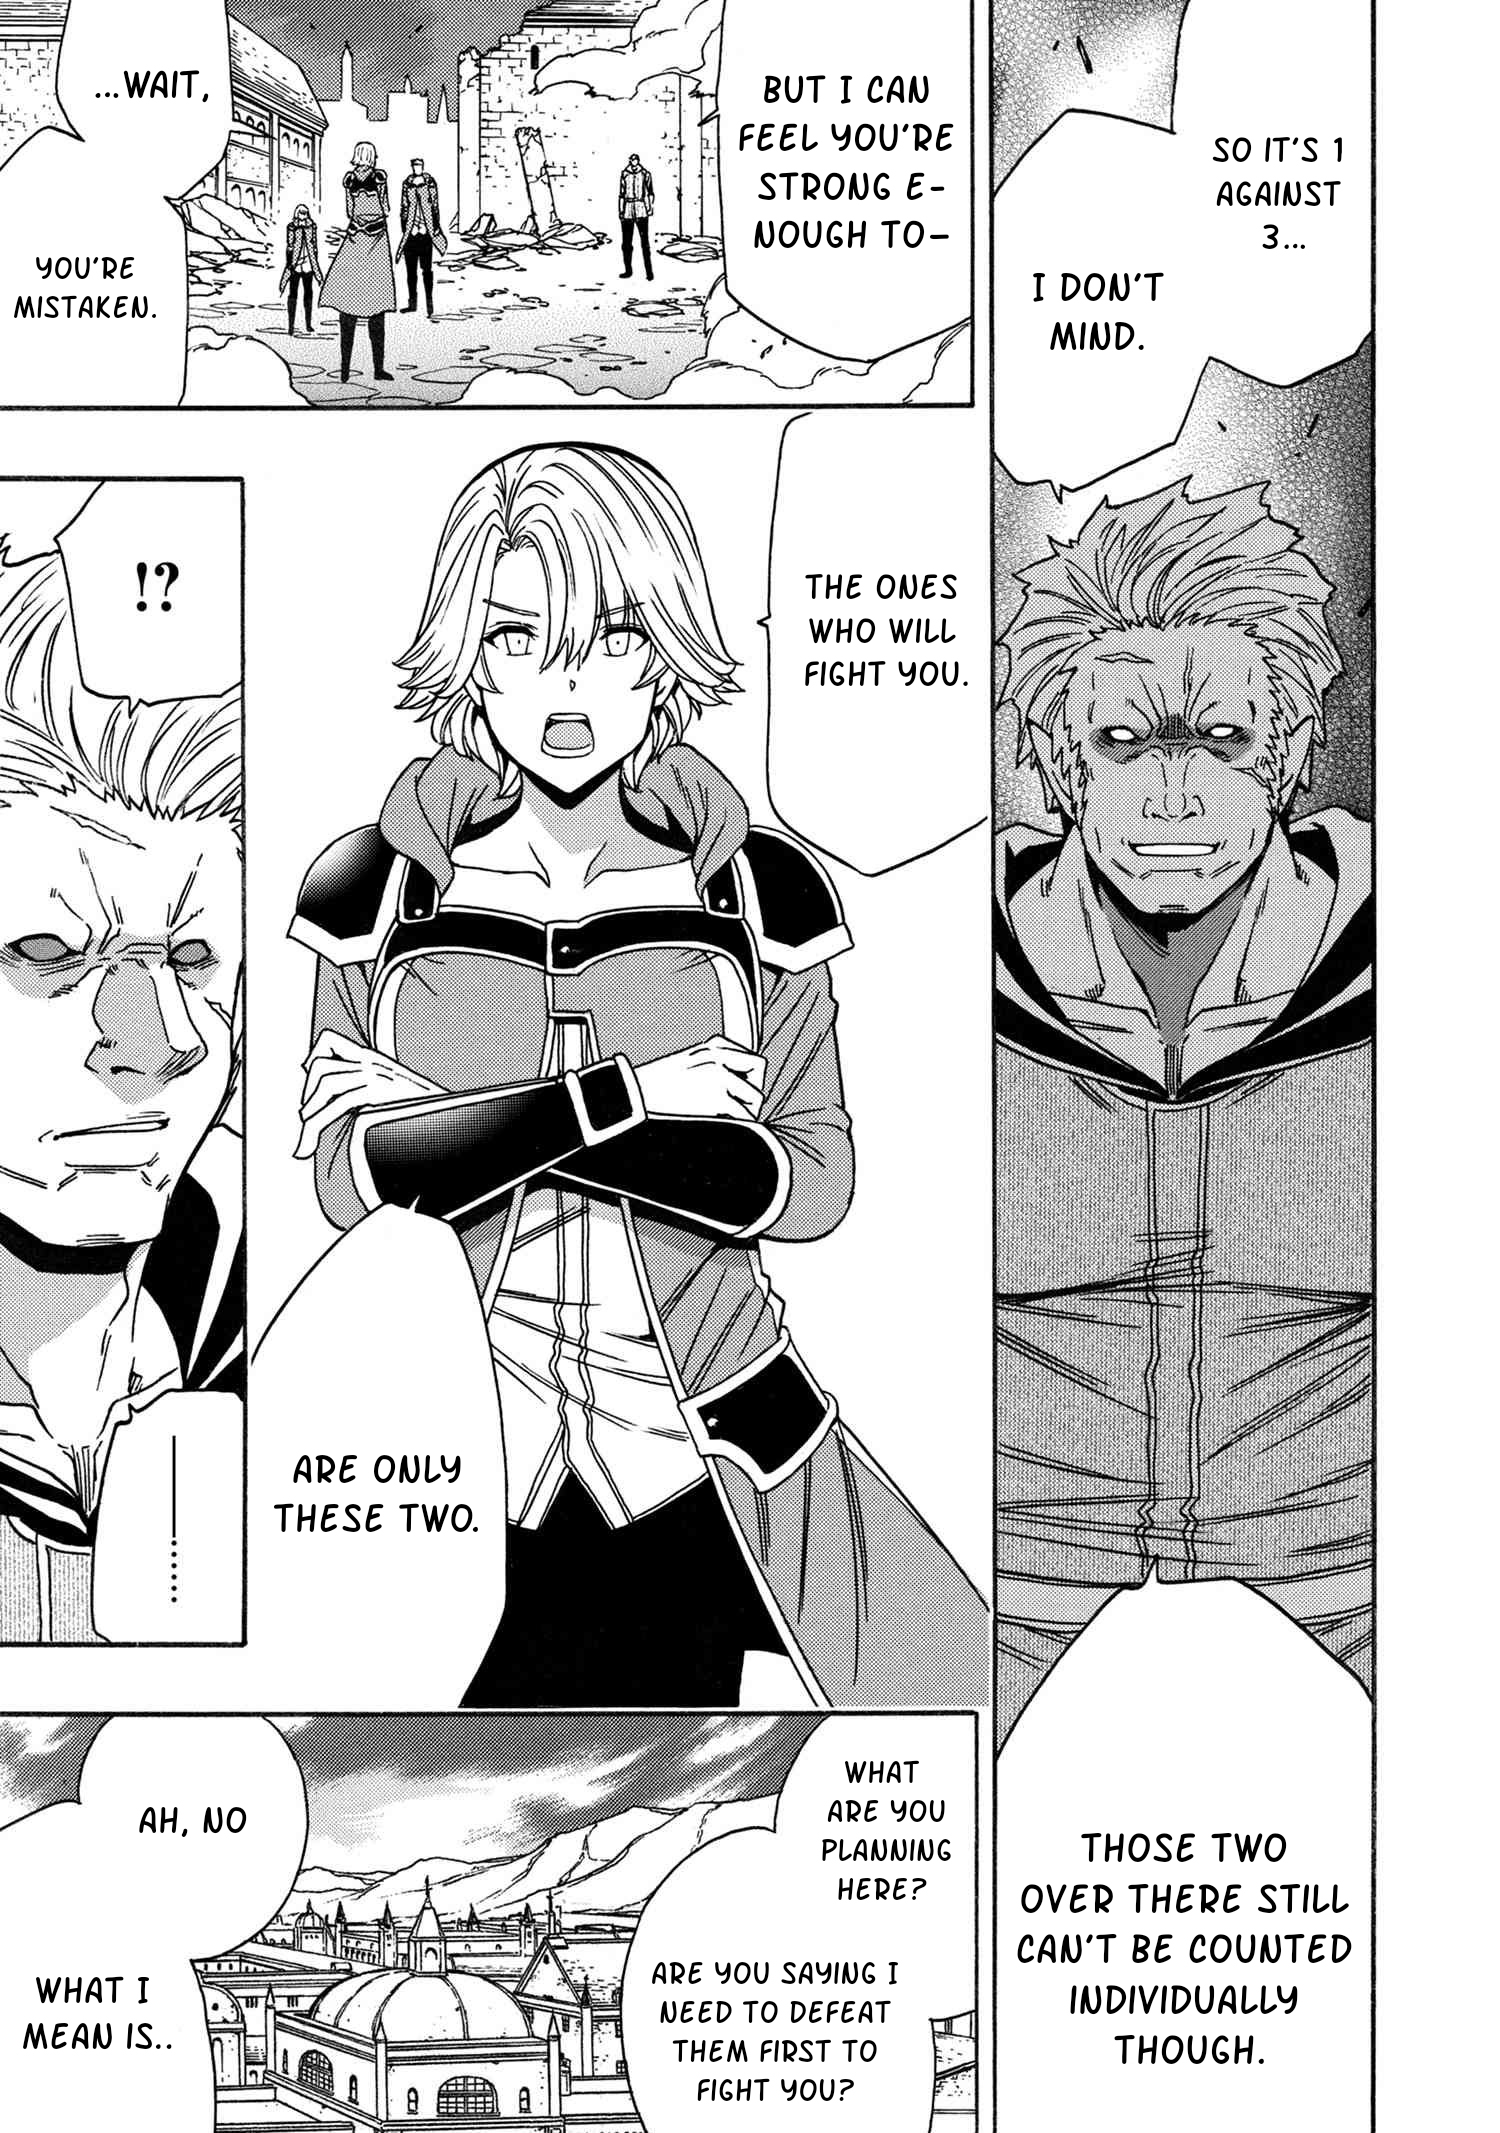 SO IT'S 1
AGAINST
3...
I DON'T
MIND.
THOSE TWO
OVER THERE STILL
CAN'T BE COUNTED
INDIVIDUALLY
THOUGH.
BUT I CAN
FEEL YOU'RE
STRONG E-
NOUGH TO-
...WAIT,
YOU'RE
MISTAKEN.
THE ONES
WHO WILL
FIGHT YOU.
ARE ONLY
THESE TWO.
!?
WHAT
ARE YOU
PLANNING
HERE?
ARE YOU SAYING I
NEED TO DEFEAT
THEM FIRST TO
FIGHT YOU?
AH, NO
WHAT I
MEAN IS..